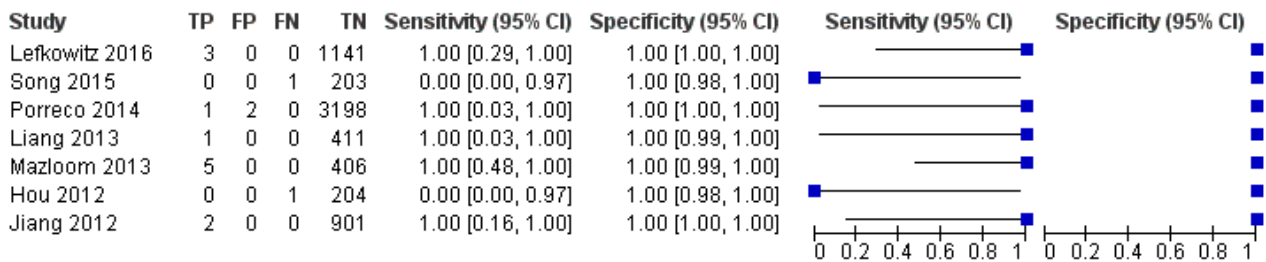 Study TP FP FN TN Sensitivity (95% CI) Specificity (95% CI) Sensitivity (95% CI) Specificity (95% CI)
Lefkowitz 2016 3 0 0 1141 1.00 [0.29, 1.00] 1.00 [1.00, 1.00]
Song 2015 0 0 1 203 0.00 [0.00, 0.97] 1.00 [0.98, 1.00]
Porreco 2014 1 2 0 3198 1.00 [0.03, 1.00] 1.00 [1.00, 1.00]
Liang 2013 1 0 0 411 1.00 [0.03, 1.00] 1.00 [0.99, 1.00]
Mazloom 2013 5 0 0 406 1.00 [0.48, 1.00] 1.00 [0.99, 1.00]
Hou 2012 0 0 1 204 0.00 [0.00, 0.97] 1.00 [0.98, 1.00]
Jiang 2012 2 0 0 901 1.00 [0.16, 1.00] 1.00 [1.00, 1.00]
0 0.2 0.4 0.6 0.8 1 0 0.2 0.4 0.6 0.8 1